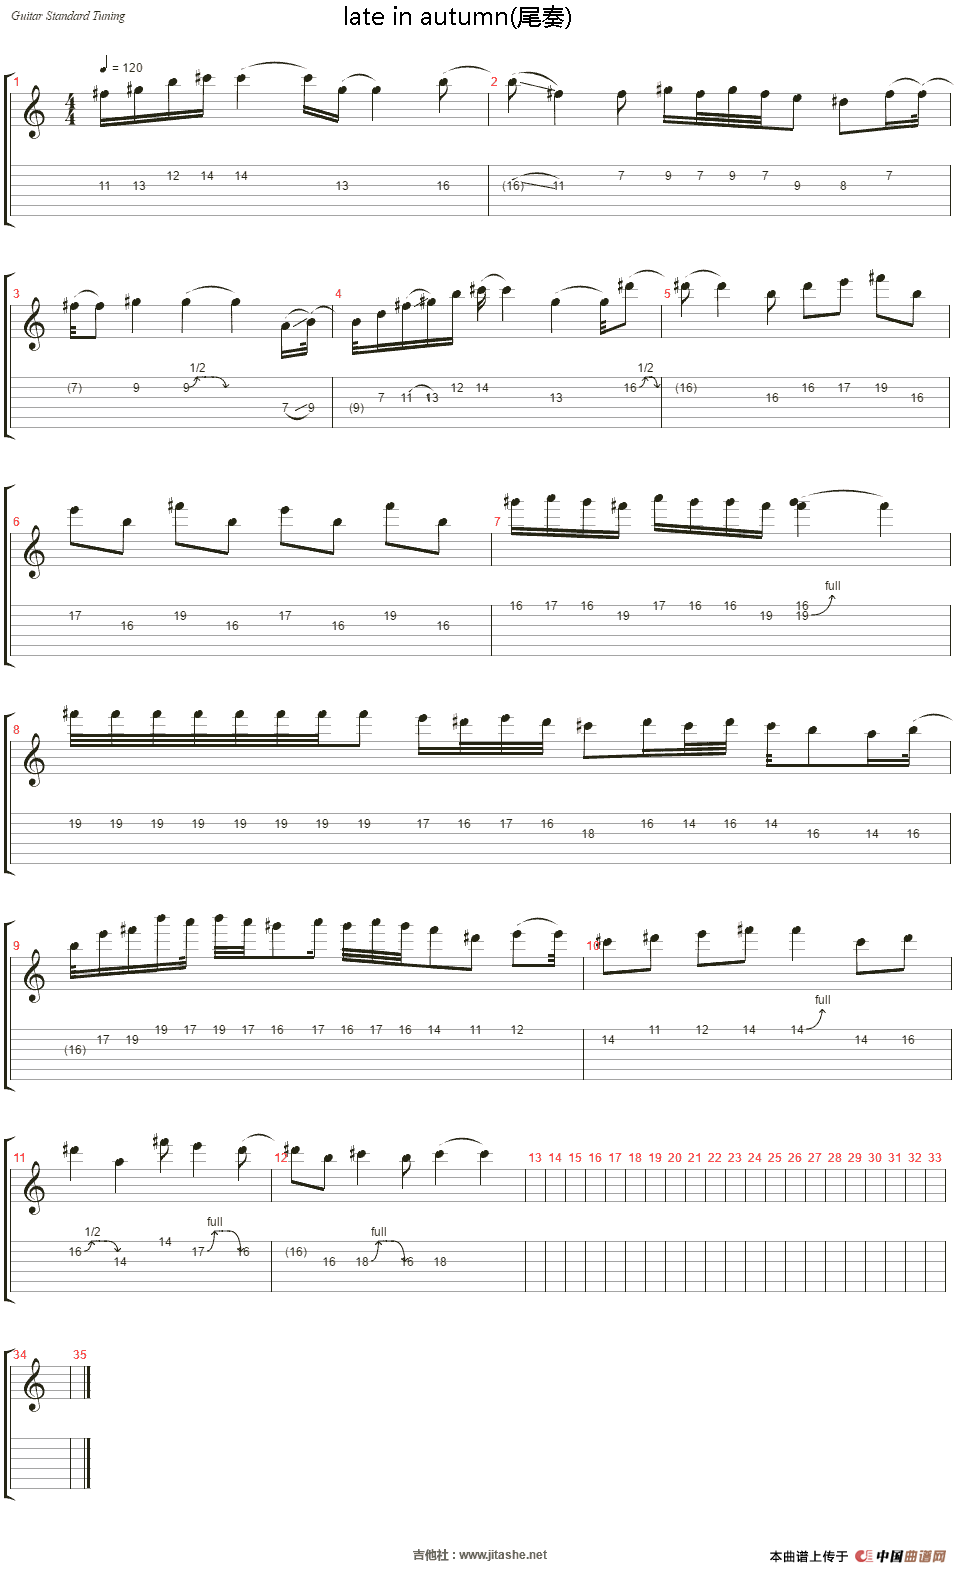 late in autumn(尾奏)
Guitar Standard Tuning
= 120
1 2
11 13 12 14 14 13 16 (16) 11 7 9 7 9 7 9 8 7
3 4 5
1/2 1/2
(7) 9 9 7 9 (9) 7 11 13 12 14 13 16 (16) 16 16 17 19 16
6 7
full
17 16 19 16 17 16 19 16 16 17 16 19 17 16 16 19 16 19
8
19 19 19 19 19 19 19 19 17 16 17 16 18 16 14 16 14 16 14 16
9 10
full
(16) 17 19 19 17 19 17 16 17 16 17 16 14 11 12 14 11 12 14 14 14 16
11 12 13 14 15 16 17 18 19 20 21 22 23 24 25 26 27 28 29 30 31 32 33
1/2 full full
16 14 14 17 16 (16) 16 18 16 18
34 35
吉他社：www.jitashe.net
本曲谱上传于 中国曲谱网